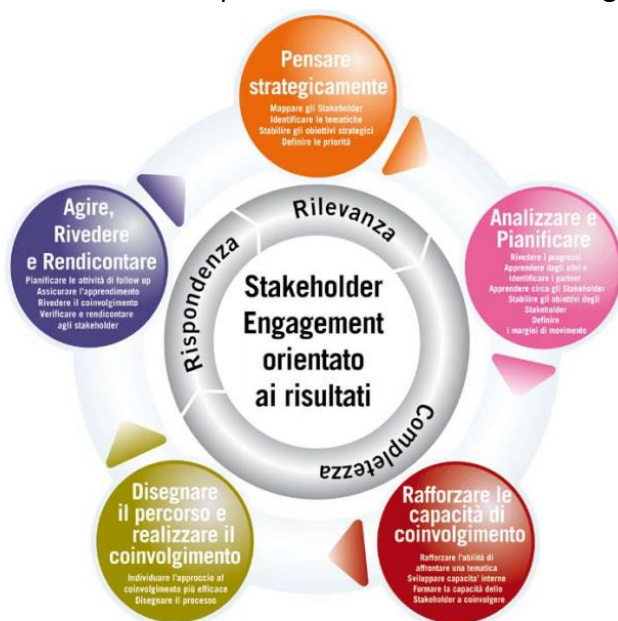 Pensare
strategicamente
Mappare gli Stakeholder
Identificare le tematiche
Stabilire gli obiettivi strategici
Definire le priorità
Analizzare e
Pianificare
Rivedere i progressi
Apprendere dagli altri e
Identificare i partner
Apprendere circa gli Stakeholder
Stabilire gli obiettivi degli
Stakeholder
Definire
i margini di movimento
Rafforzare le
capacità di
coinvolgimento
Rafforzare l'abilità di
affrontare una tematica
Sviluppare capacita' interne
Formare la capacità dello
Stakeholder a coinvolgere
Disegnare
il percorso e
realizzare il
coinvolgimento
Individuare l'approccio al
coinvolgimento più efficace
Disegnare il processo
Agire,
Rivedere
e Rendicontare
Pianificare le attività di follow up
Assicurare l'apprendimento
Rivedere il coinvolgimento
Verificare e rendicontare
agli stakeholder
Rilevanza
Completezza
Rispondenza
Stakeholder
Engagement
orientato
ai risultati